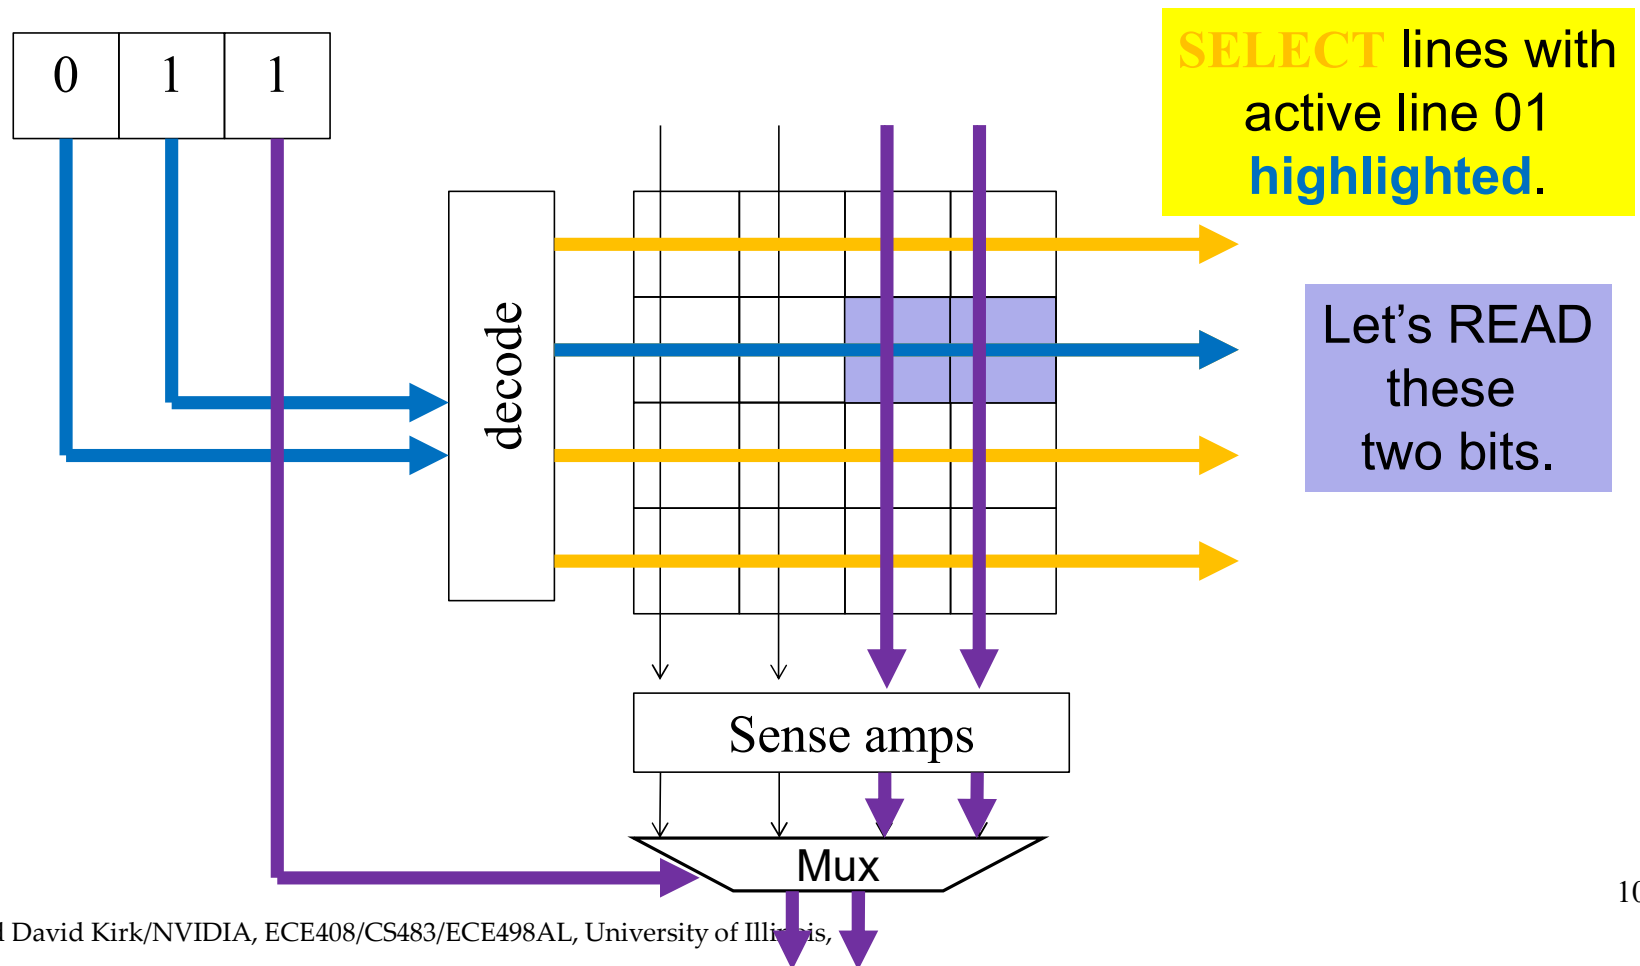 0 1 1
SELECT lines with
active line 01
highlighted.
decode
Let's READ
these
two bits.
Sense amps
Mux
10
David Kirk/NVIDIA, ECE408/CS483/ECE498AL, University of Illinois,